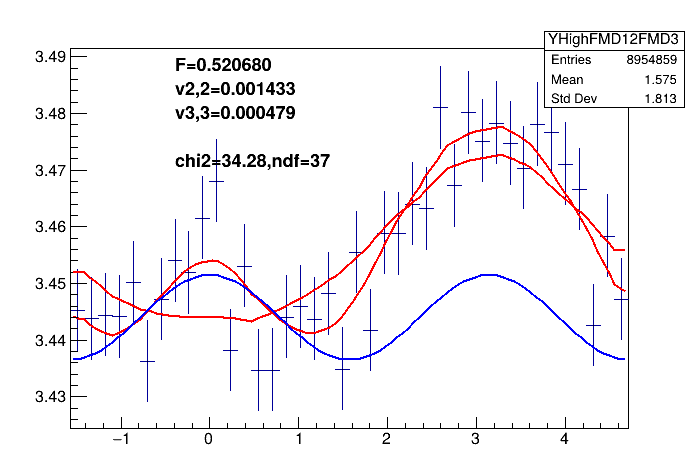 YHighFMD12FMD3
Entries 8954859
Mean 1.575
Std Dev 1.813
F=0.520680
v2,2=0.001433
v3,3=0.000479
chi2=34.28,ndf=37
3.49
3.48
3.47
3.46
3.45
3.44
3.43
−1 0 1 2 3 4